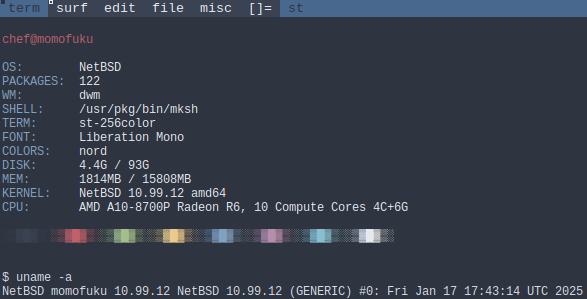 term surf edit file misc []= st
chef@momofuku
OS: NetBSD
PACKAGES: 122
WM: dwm
SHELL: /usr/pkg/bin/mksh
TERM: st-256color
FONT: Liberation Mono
COLORS: nord
DISK: 4.4G / 93G
MEM: 1814MB / 15808MB
KERNEL: NetBSD 10.99.12 amd64
CPU: AMD A10-8700P Radeon R6, 10 Compute Cores 4C+6G
$ uname -a
NetBSD momofuku 10.99.12 NetBSD 10.99.12 (GENERIC) #0: Fri Jan 17 17:43:14 UTC 2025